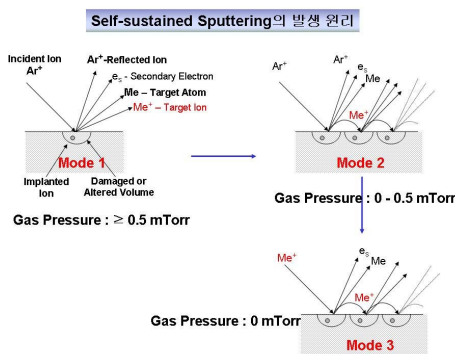 Self-sustained Sputtering의 발생 원리
Incident Ion
Ar+
Ar+-Reflected Ion
eS - Secondary Electron
Me – Target Atom
Me+ – Target Ion
Mode 1
Implanted
Ion
Damaged or
Altered Volume
Gas Pressure : ≥ 0.5 mTorr
Ar+
Ar+
eS
Me
Me+
Mode 2
Gas Pressure : 0 - 0.5 mTorr
Me+
eS
Me
Me+
Mode 3
Gas Pressure : 0 mTorr